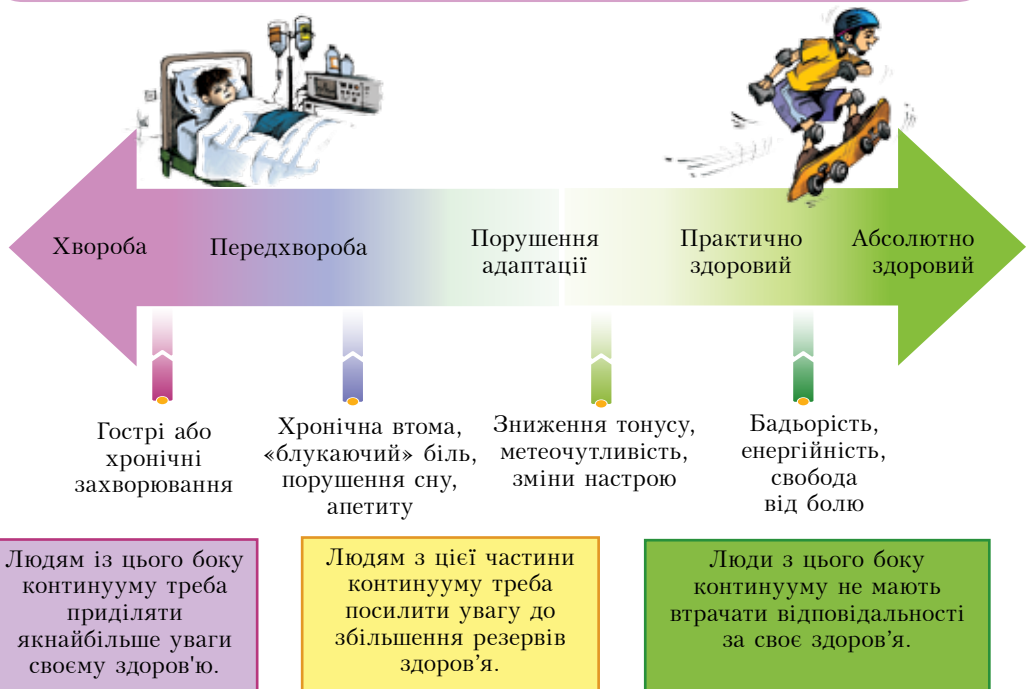 Хвороба
Передхвороба
Порушення
адаптації
Практично
здоровий
Абсолютно
здоровий
Гострі або
хронічні
захворювання
Хронічна втома,
«блукаючий» біль,
порушення сну,
апетиту
Зниження тонусу,
метеочутливість,
зміни настрою
Бадьорість,
енергійність,
свобода
від болю
Людям із цього боку
континууму треба
приділяти
якнайбільше уваги
своєму здоров'ю.
Людям з цієї частини
континууму треба
посилити увагу до
збільшення резервів
здоров’я.
Люди з цього боку
континууму не мають
втрачати відповідальності
за своє здоров’я.